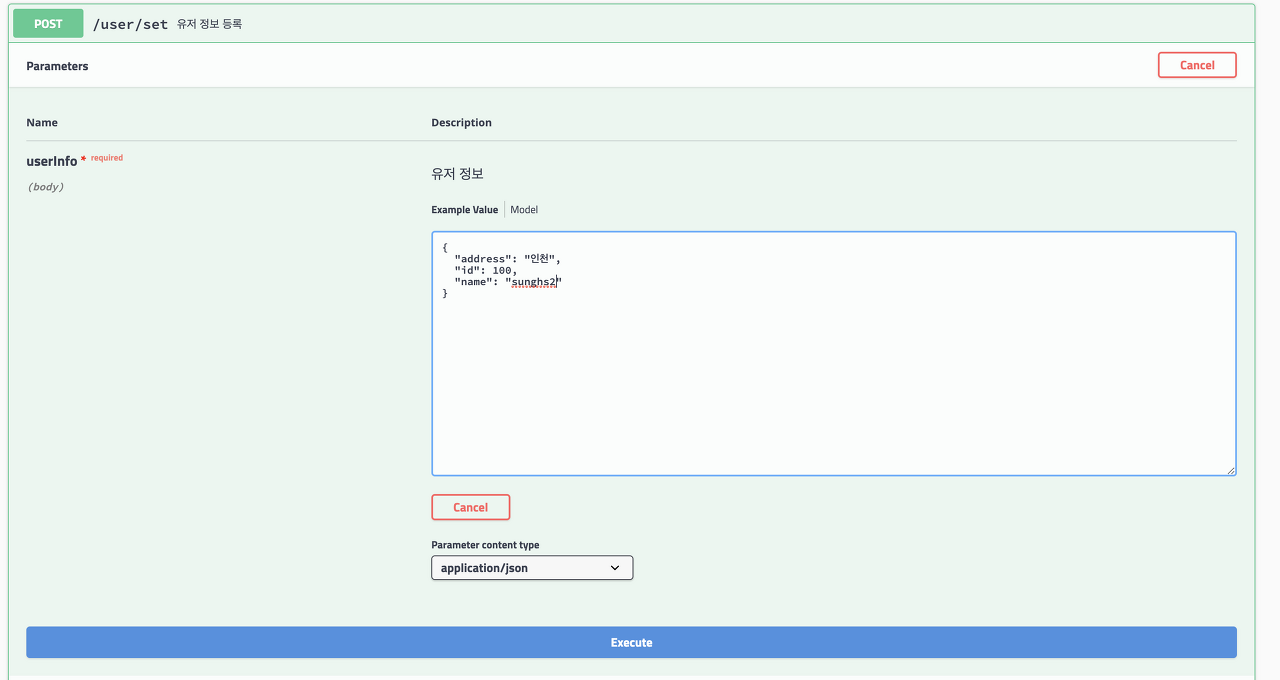 POST /user/set 유저 정보 등록
Parameters Cancel
Name Description
userInfo * required
(body)
유저 정보
Example Value Model
{
"address": "인천",
"id": 100,
"name": "sunghs2"
}
Cancel
Parameter content type
application/json
Execute